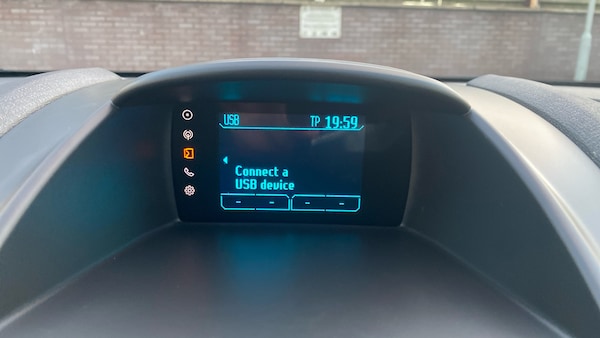 USB TP 19:59
Connect a
USB device